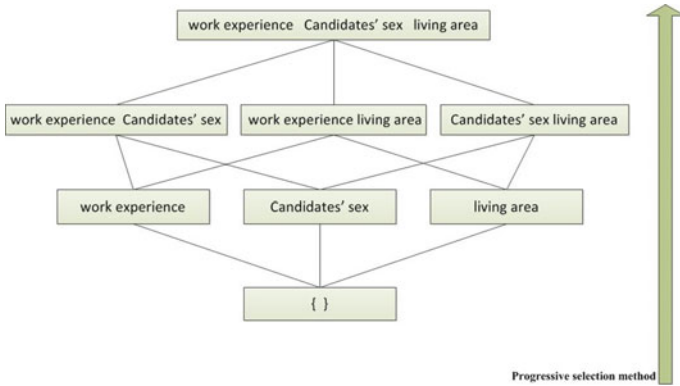 work experience Candidates’ sex living area
work experience Candidates’ sex
work experience living area
Candidates’ sex living area
work experience
Candidates’ sex
living area
{ }
Progressive selection method